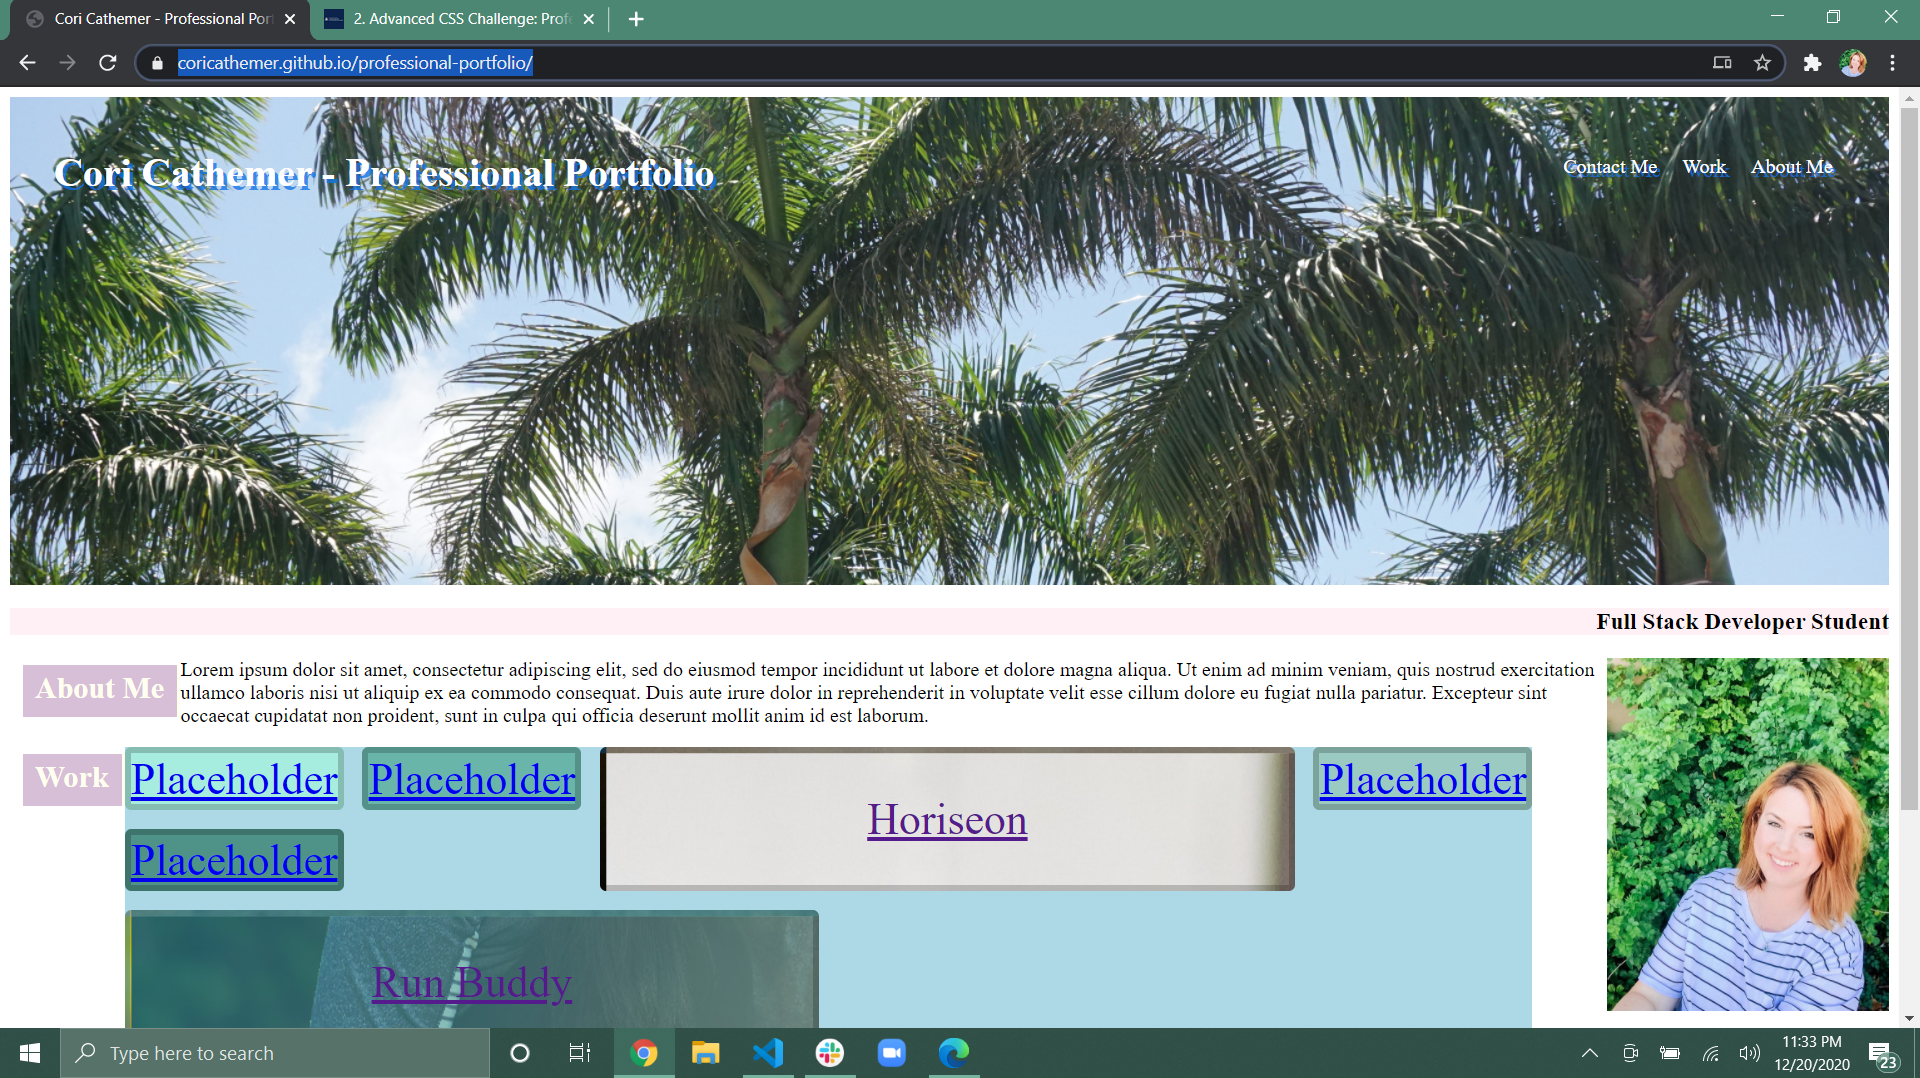 Cori Cathemer - Professional Por
2. Advanced CSS Challenge: Prof
coricathemer.github.io/professional-portfolio/
Cori Cathemer - Professional Portfolio
Contact Me Work About Me
Full Stack Developer Student
About Me
Lorem ipsum dolor sit amet, consectetur adipiscing elit, sed do eiusmod tempor incididunt ut labore et dolore magna aliqua. Ut enim ad minim veniam, quis nostrud exercitation
ullamco laboris nisi ut aliquip ex ea commodo consequat. Duis aute irure dolor in reprehenderit in voluptate velit esse cillum dolore eu fugiat nulla pariatur. Excepteur sint
occaecat cupidatat non proident, sunt in culpa qui officia deserunt mollit anim id est laborum.
Work
Placeholder
Placeholder
Horiseon
Placeholder
Placeholder
Run Buddy
Type here to search
11:33 PM
12/20/2020
23